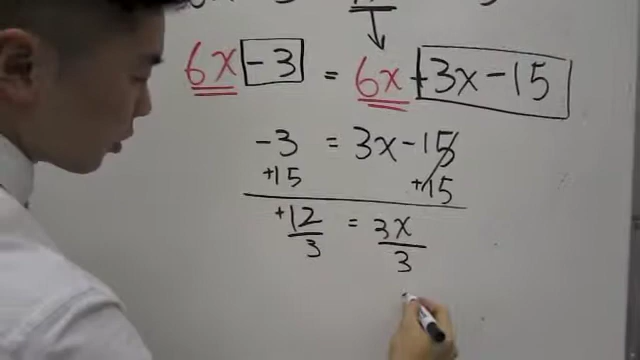 6x -3 = 6x +3x-15
-3 = 3x-15
+15 +15
+12 = 3x
3 3